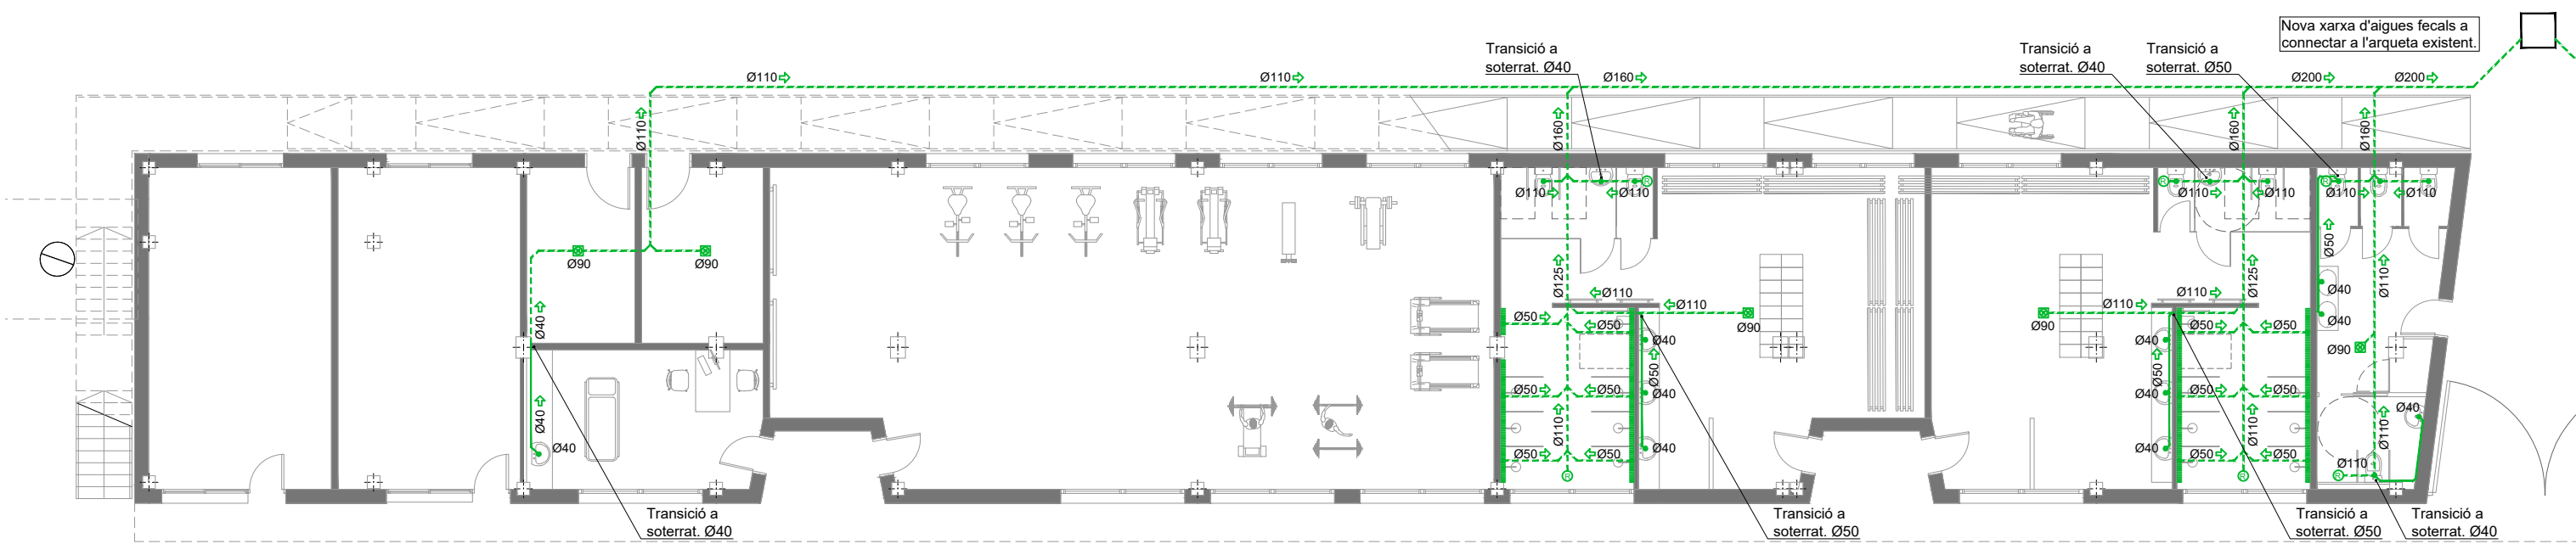 Nova xarxa d'aigues fecals a
connectar a l'arqueta existent.
Transició a
soterrat. Ø40
Transició a
soterrat. Ø40
Transició a
soterrat. Ø50
Ø110
Ø110
Ø160
Ø200
Ø200
Ø110
Ø160
Ø160
Ø160
R
R
R
Ø110
Ø110
Ø110
Ø110
Ø110
Ø110
Ø50
Ø90
Ø90
Ø125
Ø125
Ø110
Ø110
Ø110
Ø110
Ø110
Ø40
Ø40
Ø40
Ø90
Ø90
Ø50
Ø50
Ø50
Ø50
Ø40
Ø40
Ø90
Ø50
Ø50
Ø50
Ø50
Ø50
Ø50
Ø40
Ø40
Ø40
Ø40
Ø110
Ø110
Ø110
Ø40
Ø40
Ø40
Ø40
Ø50
Ø50
Ø50
Ø50
Ø110
R
R
R
Transició a
soterrat. Ø40
Transició a
soterrat. Ø50
Transició a
soterrat. Ø50
Transició a
soterrat. Ø40